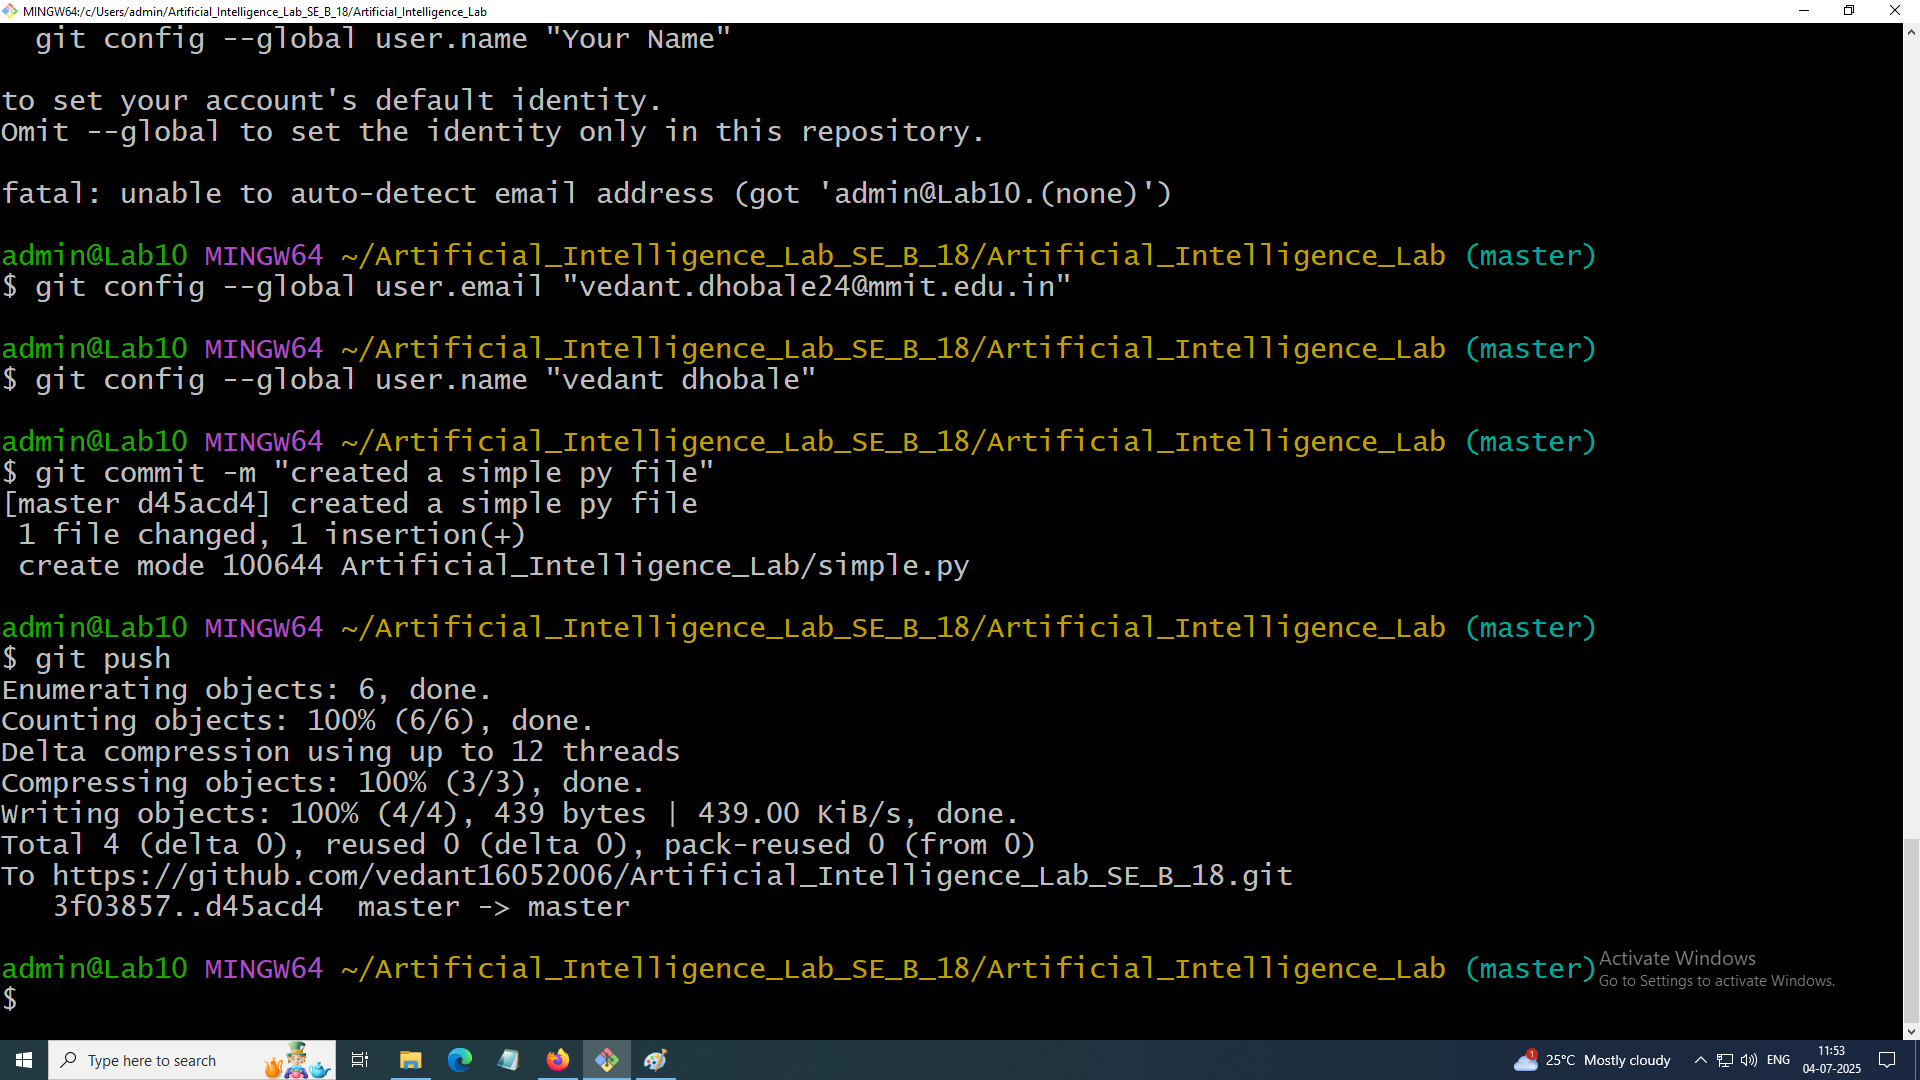 MINGW64:/c/Users/admin/Artificial_Intelligence_Lab_SE_B_18/Artificial_Intelligence_Lab
  git config --global user.name "Your Name"
to set your account's default identity.
Omit --global to set the identity only in this repository.
fatal: unable to auto-detect email address (got 'admin@Lab10.(none)')
admin@Lab10 MINGW64 ~/Artificial_Intelligence_Lab_SE_B_18/Artificial_Intelligence_Lab (master)
$ git config --global user.email "vedant.dhobale24@mmit.edu.in"
admin@Lab10 MINGW64 ~/Artificial_Intelligence_Lab_SE_B_18/Artificial_Intelligence_Lab (master)
$ git config --global user.name "vedant dhobale"
admin@Lab10 MINGW64 ~/Artificial_Intelligence_Lab_SE_B_18/Artificial_Intelligence_Lab (master)
$ git commit -m "created a simple py file"
[master d45acd4] created a simple py file
 1 file changed, 1 insertion(+)
 create mode 100644 Artificial_Intelligence_Lab/simple.py
admin@Lab10 MINGW64 ~/Artificial_Intelligence_Lab_SE_B_18/Artificial_Intelligence_Lab (master)
$ git push
Enumerating objects: 6, done.
Counting objects: 100% (6/6), done.
Delta compression using up to 12 threads
Compressing objects: 100% (3/3), done.
Writing objects: 100% (4/4), 439 bytes | 439.00 KiB/s, done.
Total 4 (delta 0), reused 0 (delta 0), pack-reused 0 (from 0)
To https://github.com/vedant16052006/Artificial_Intelligence_Lab_SE_B_18.git
   3f03857..d45acd4  master -> master
admin@Lab10 MINGW64 ~/Artificial_Intelligence_Lab_SE_B_18/Artificial_Intelligence_Lab (master)
$
Activate Windows
Go to Settings to activate Windows.
Type here to search
1
25°C Mostly cloudy
ENG
11:53
04-07-2025